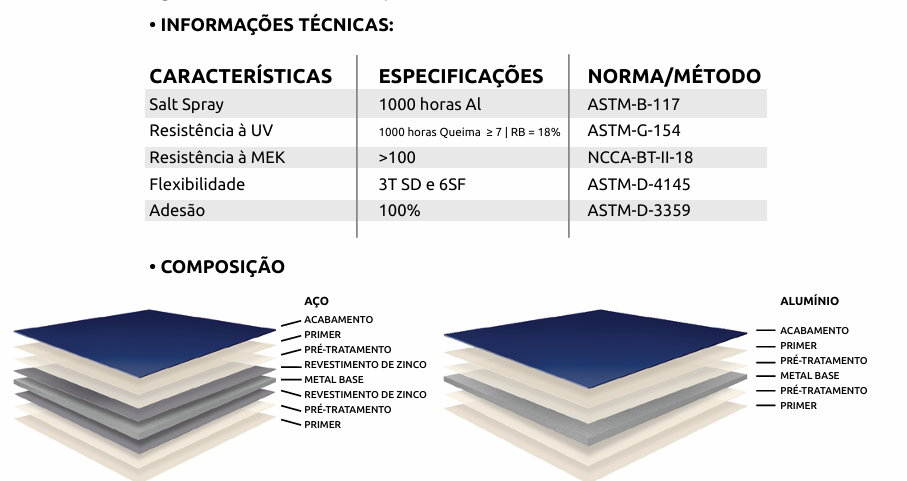 • INFORMAÇÕES TÉCNICAS:
CARACTERÍSTICAS ESPECIFICAÇÕES NORMA/MÉTODO
Salt Spray 1000 horas Al ASTM-B-117
Resistência à UV 1000 horas Queima ≥ 7 | RB = 18% ASTM-G-154
Resistência à MEK >100 NCCA-BT-II-18
Flexibilidade 3T SD e 6SF ASTM-D-4145
Adesão 100% ASTM-D-3359
• COMPOSIÇÃO
AÇO
ACABAMENTO
PRIMER
PRÉ-TRATAMENTO
REVESTIMENTO DE ZINCO
METAL BASE
REVESTIMENTO DE ZINCO
PRÉ-TRATAMENTO
PRIMER
ALUMÍNIO
ACABAMENTO
PRIMER
PRÉ-TRATAMENTO
METAL BASE
PRÉ-TRATAMENTO
PRIMER